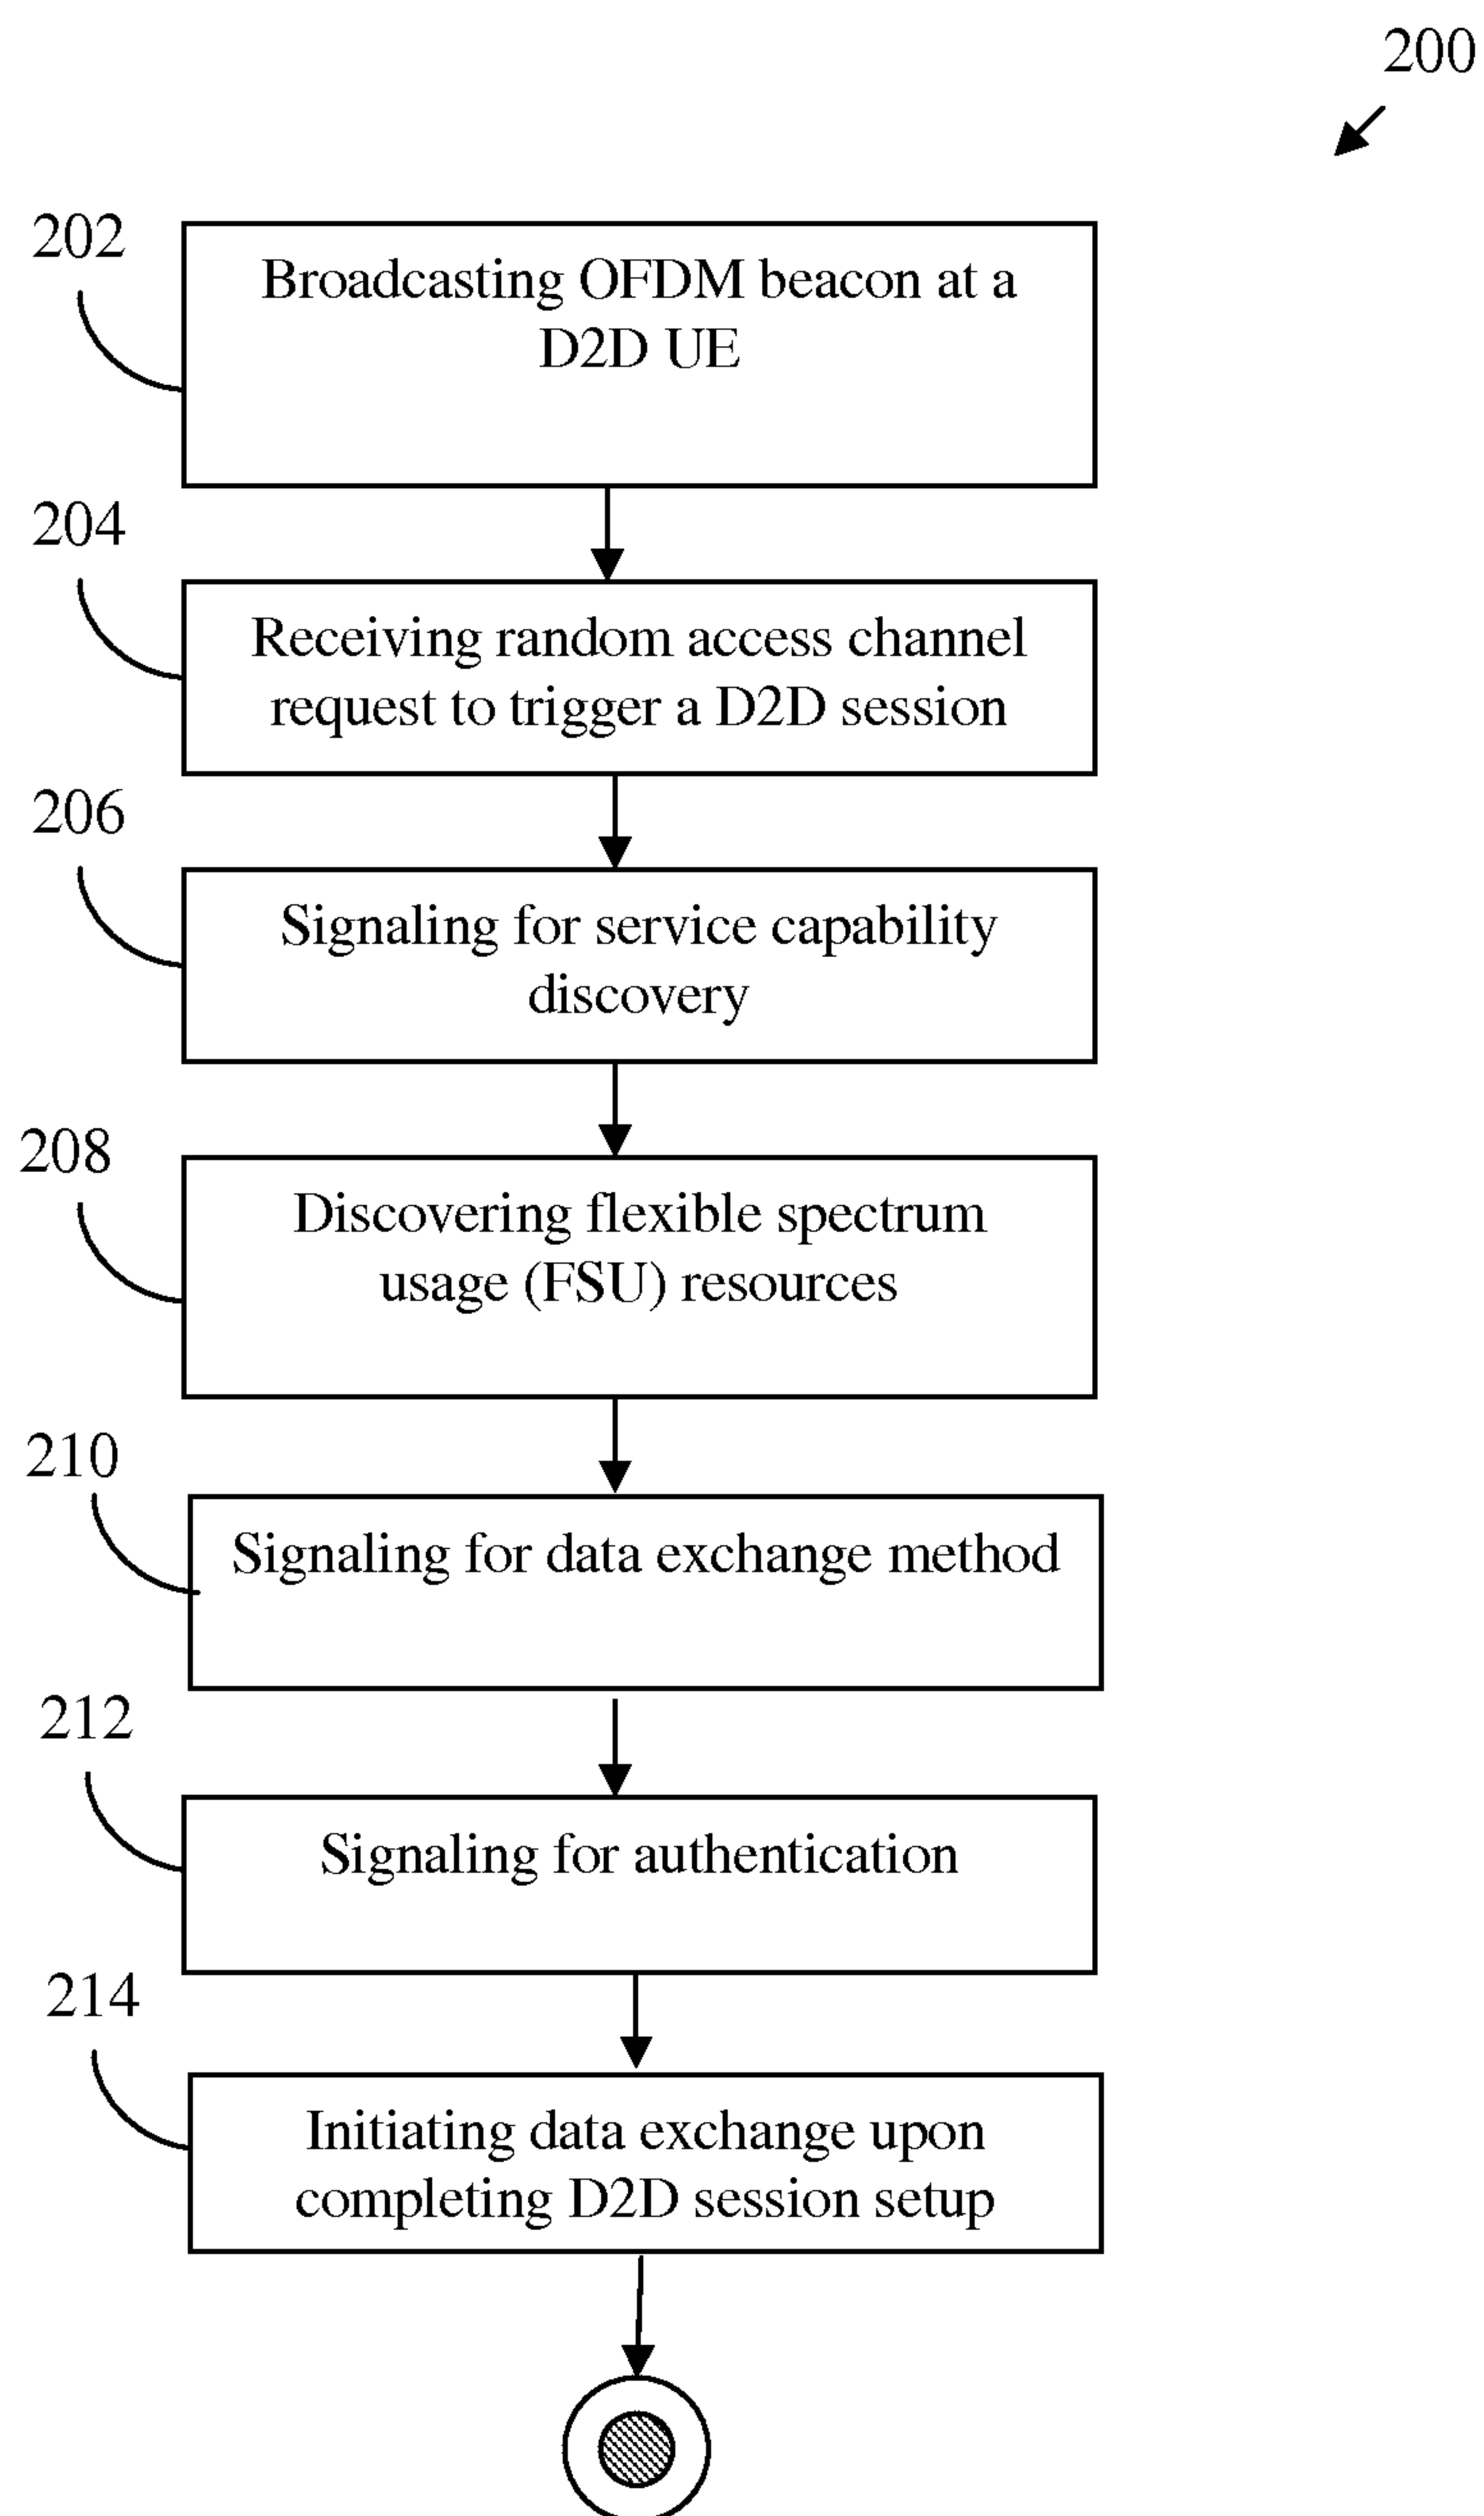 200
202
Broadcasting OFDM beacon at a
D2D UE
204
Receiving random access channel
request to trigger a D2D session
206
Signaling for service capability
discovery
208
Discovering flexible spectrum
usage (FSU) resources
210
Signaling for data exchange method
212
Signaling for authentication
214
Initiating data exchange upon
completing D2D session setup